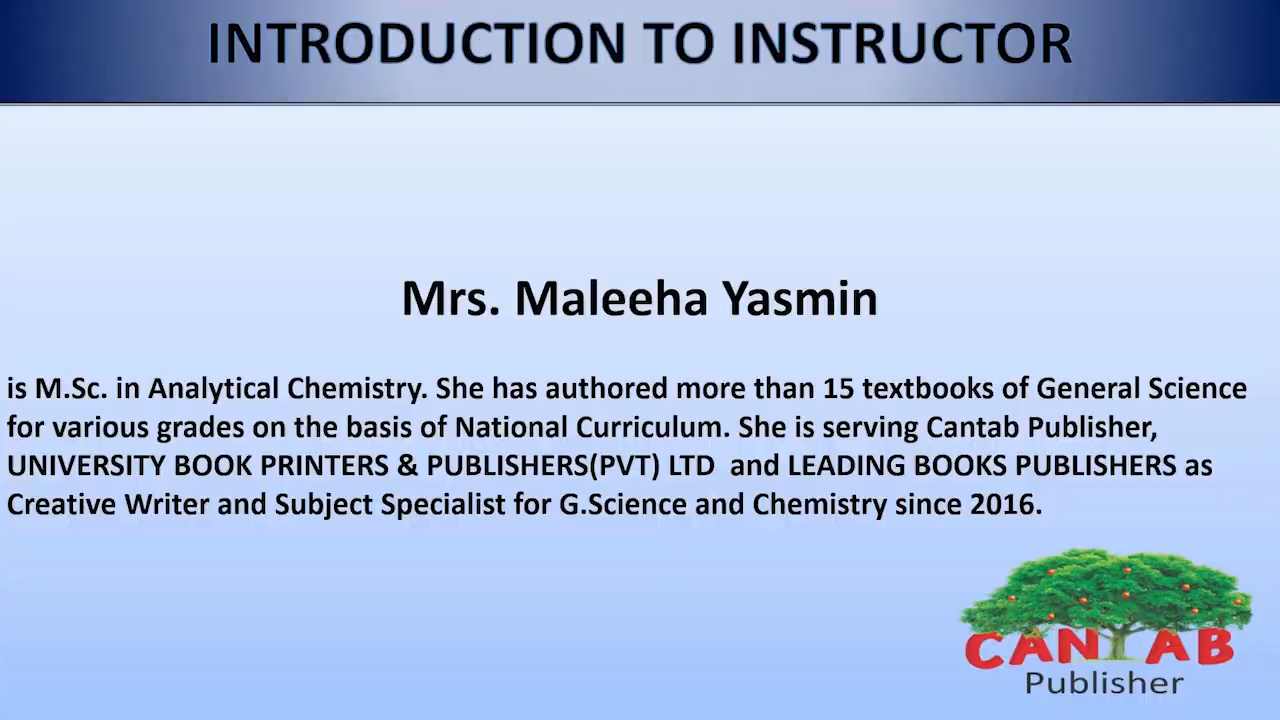 INTRODUCTION TO INSTRUCTOR
Mrs. Maleeha Yasmin
is M.Sc. in Analytical Chemistry. She has authored more than 15 textbooks of General Science
for various grades on the basis of National Curriculum. She is serving Cantab Publisher,
UNIVERSITY BOOK PRINTERS & PUBLISHERS(PVT) LTD and LEADING BOOKS PUBLISHERS as
Creative Writer and Subject Specialist for G.Science and Chemistry since 2016.
CANTAB
Publisher